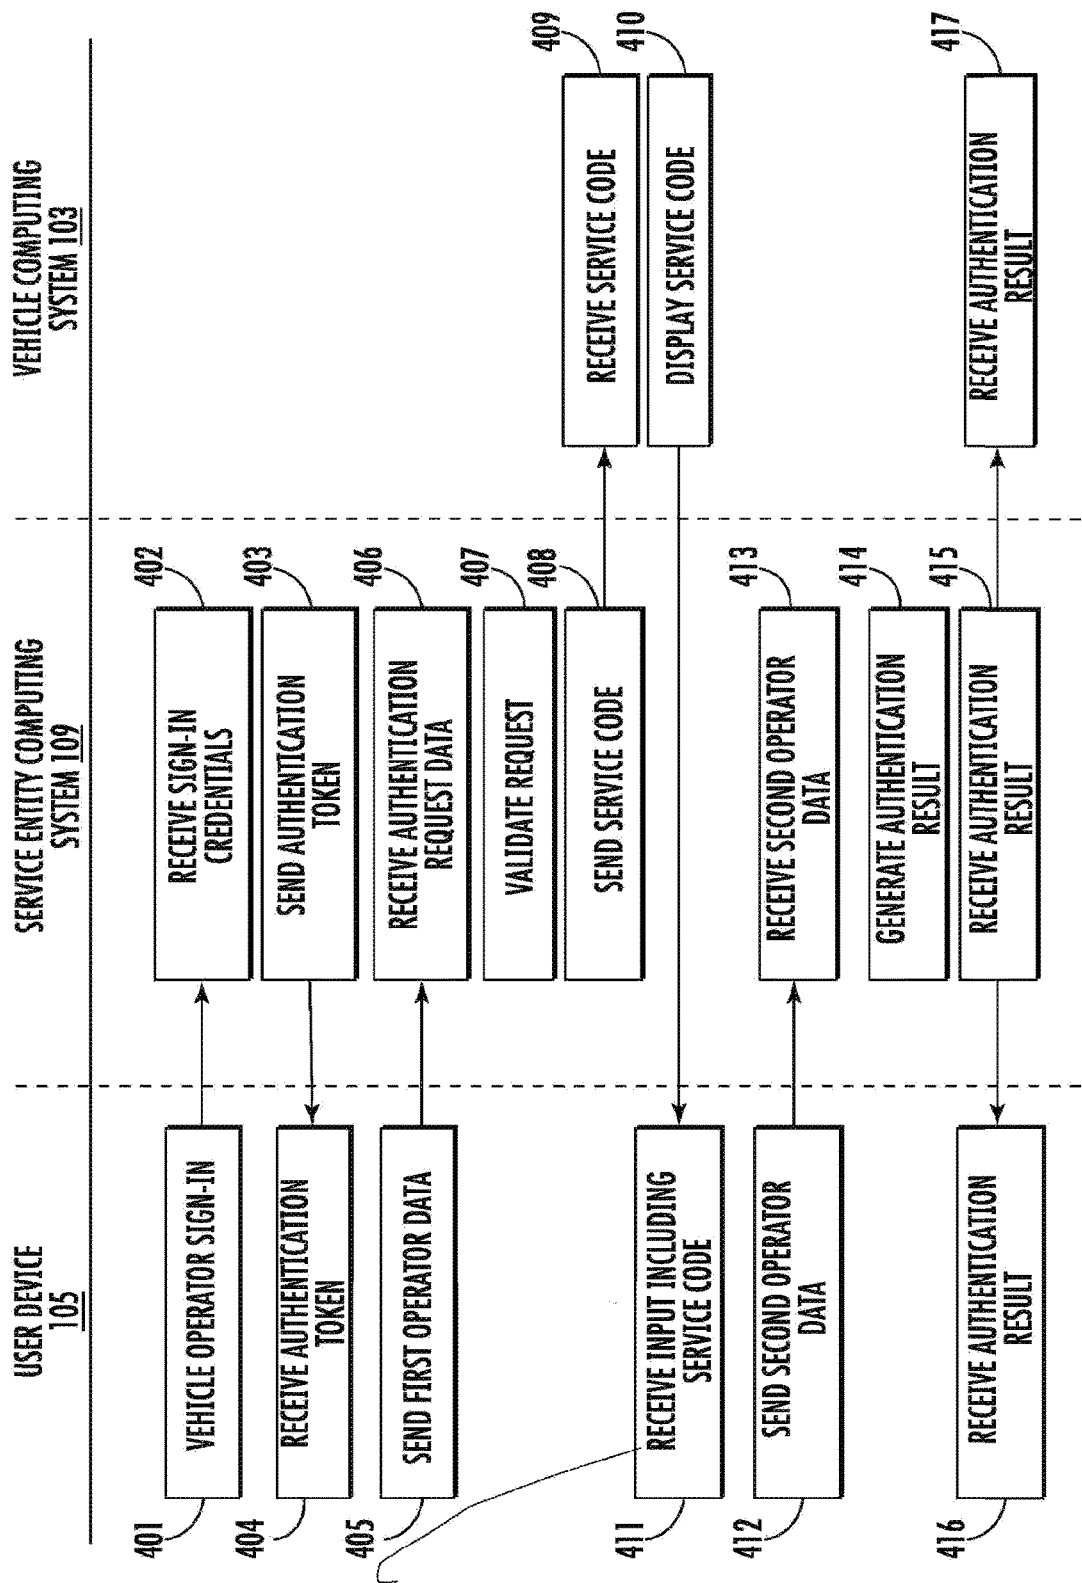 USER DEVICE
105
SERVICE ENTITY COMPUTING
SYSTEM 109
VEHICLE COMPUTING
SYSTEM 103
401
VEHICLE OPERATOR SIGN-IN
RECEIVE SIGN-IN
CREDENTIALS
402
404
RECEIVE AUTHENTICATION
TOKEN
SEND AUTHENTICATION
TOKEN
403
405
SEND FIRST OPERATOR DATA
RECEIVE AUTHENTICATION
REQUEST DATA
406
VALIDATE REQUEST
407
SEND SERVICE CODE
408
RECEIVE SERVICE CODE
409
411
RECEIVE INPUT INCLUDING
SERVICE CODE
DISPLAY SERVICE CODE
410
412
SEND SECOND OPERATOR
DATA
RECEIVE SECOND OPERATOR
DATA
413
GENERATE AUTHENTICATION
RESULT
414
416
RECEIVE AUTHENTICATION
RESULT
RECEIVE AUTHENTICATION
RESULT
415
RECEIVE AUTHENTICATION
RESULT
417